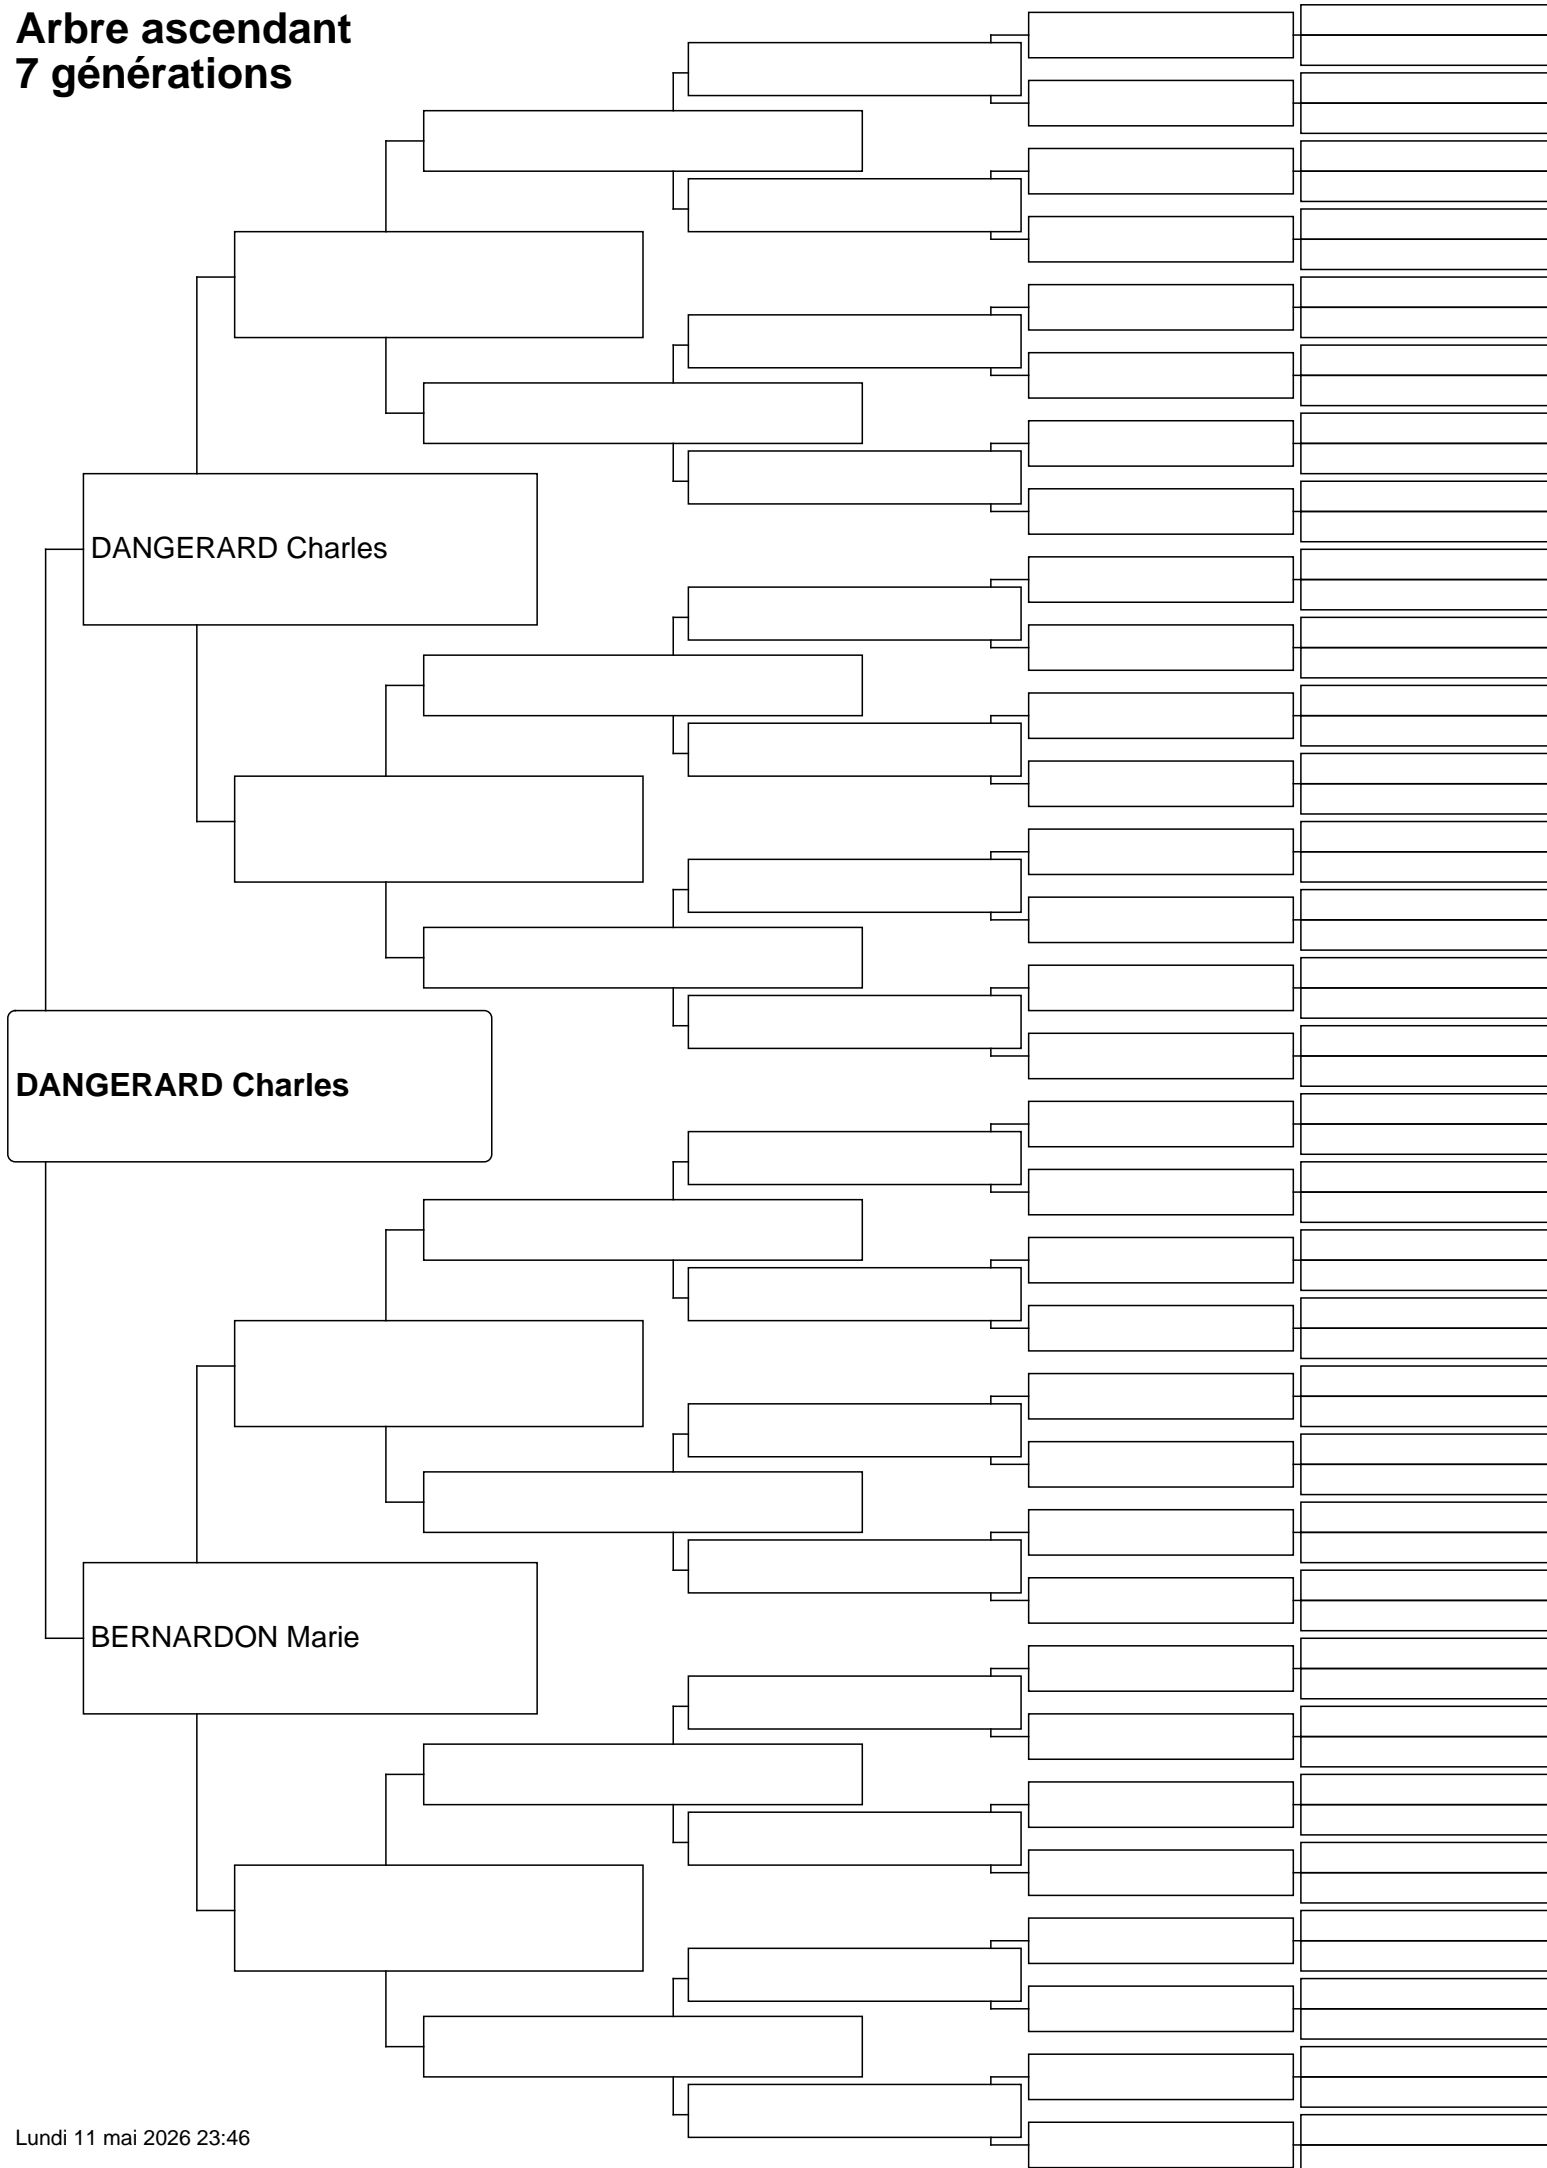 Arbre ascendant
7 générations
DANGERARD Charles
DANGERARD Charles
BERNARDON Marie
Lundi 11 mai 2026 23:46